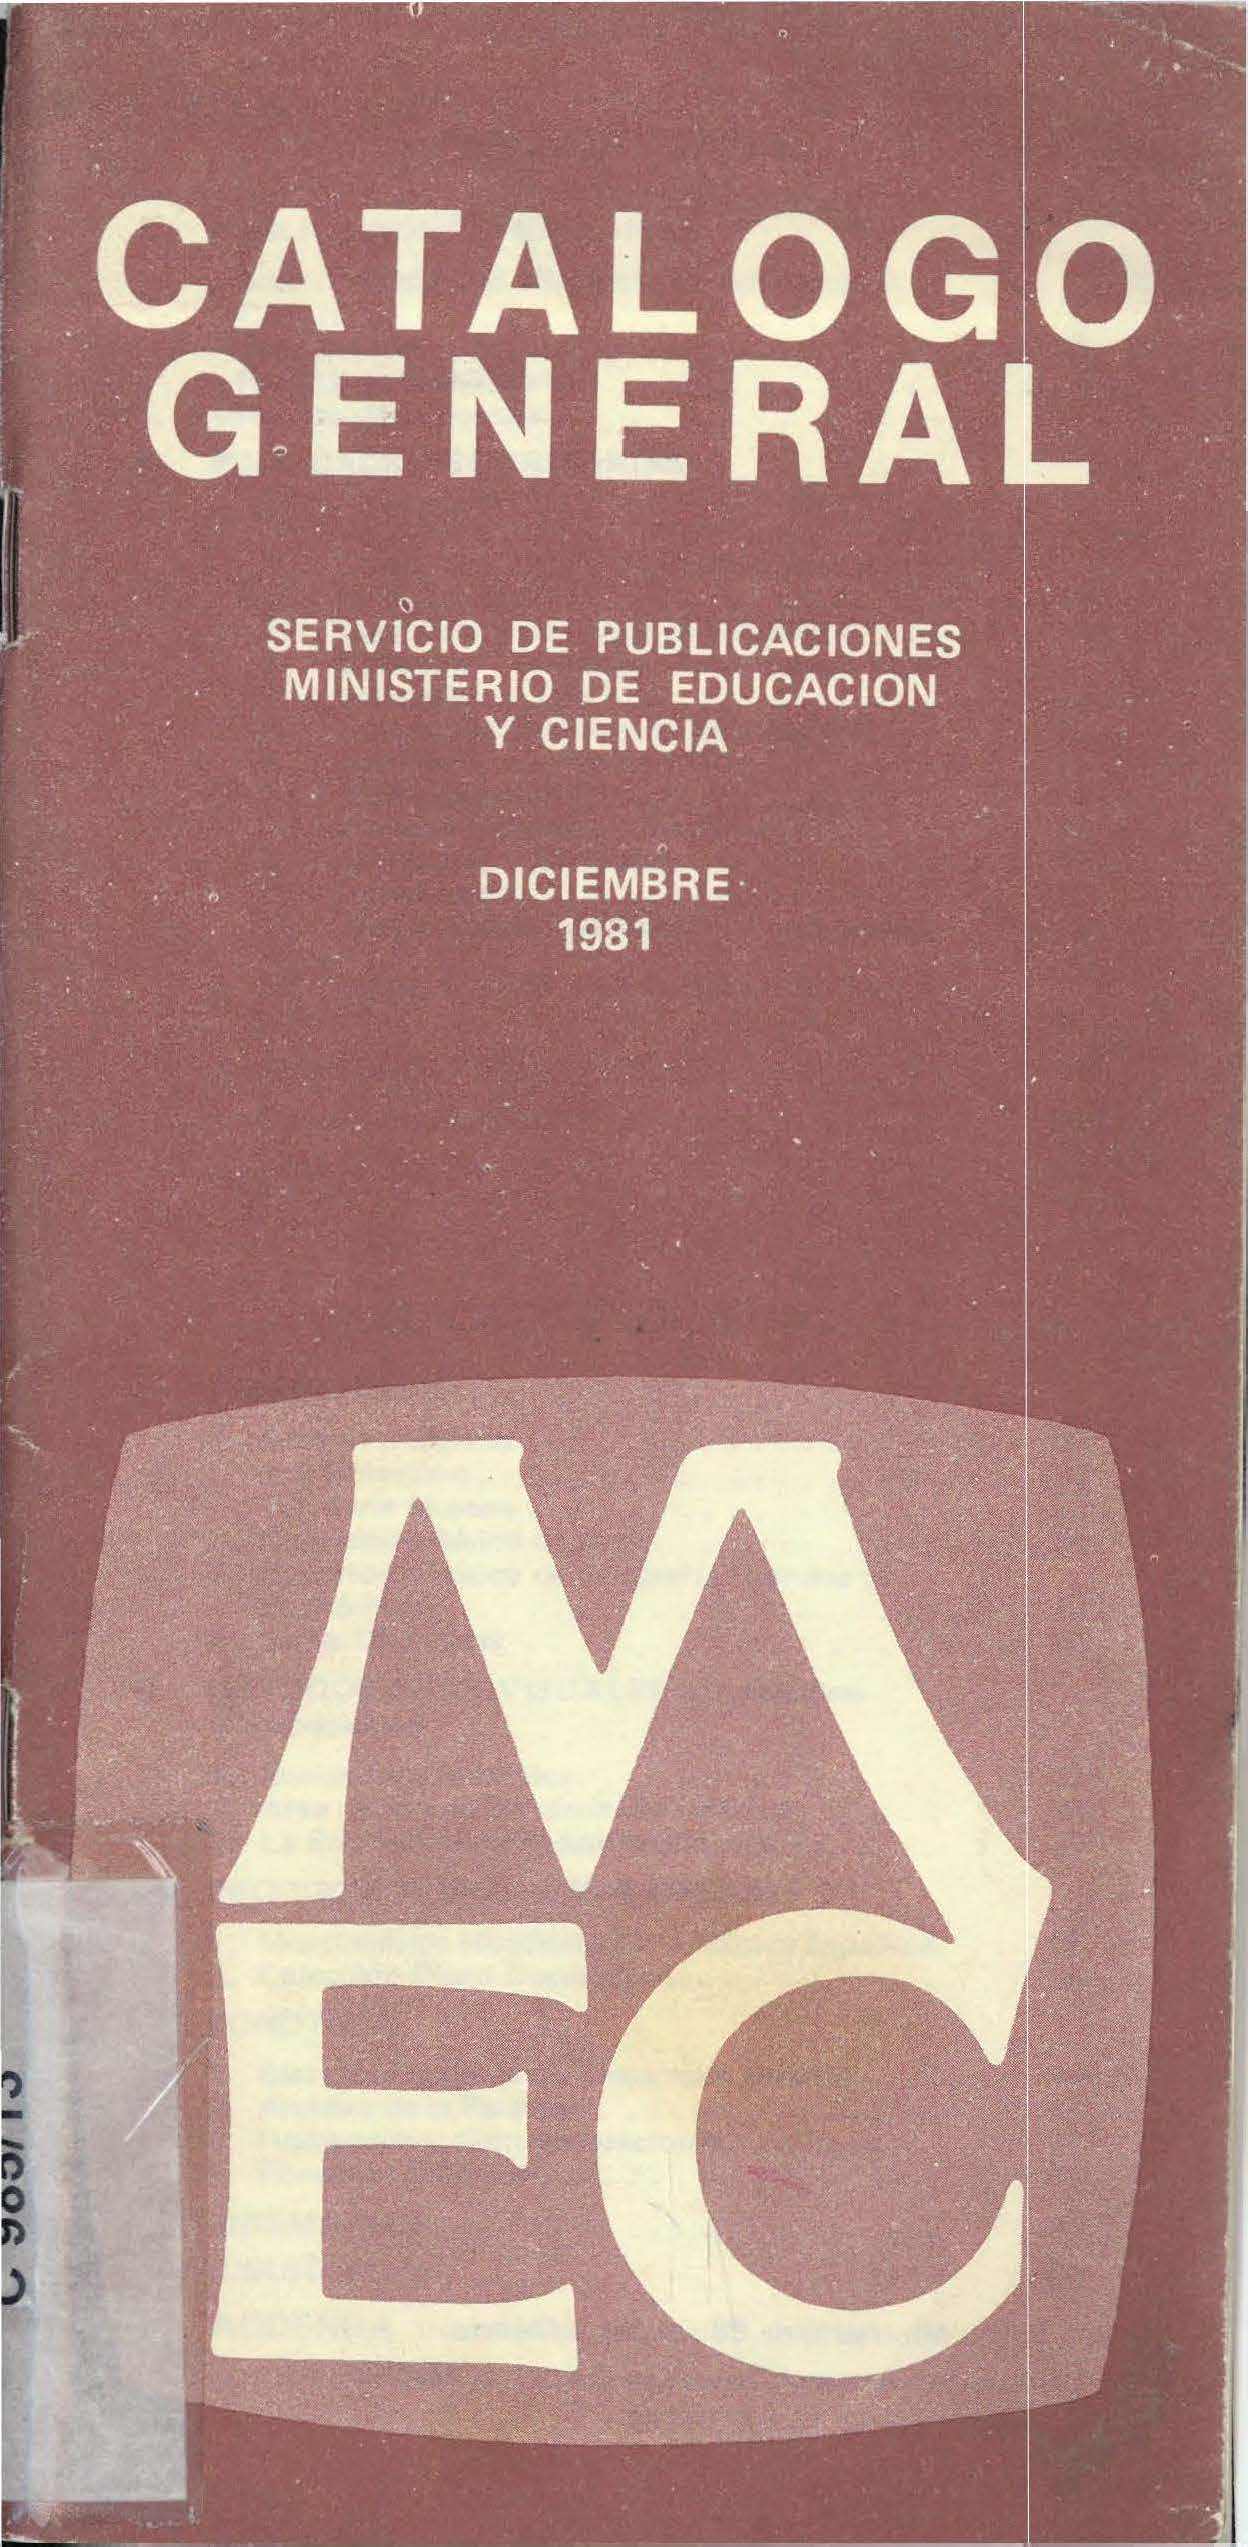 CATALOGO
GENERAL
SERVICIO DE PUBLICACIONES
MINISTERIO DE EDUCACION
Y CIENCIA
DICIEMBRE
1981
M
EC